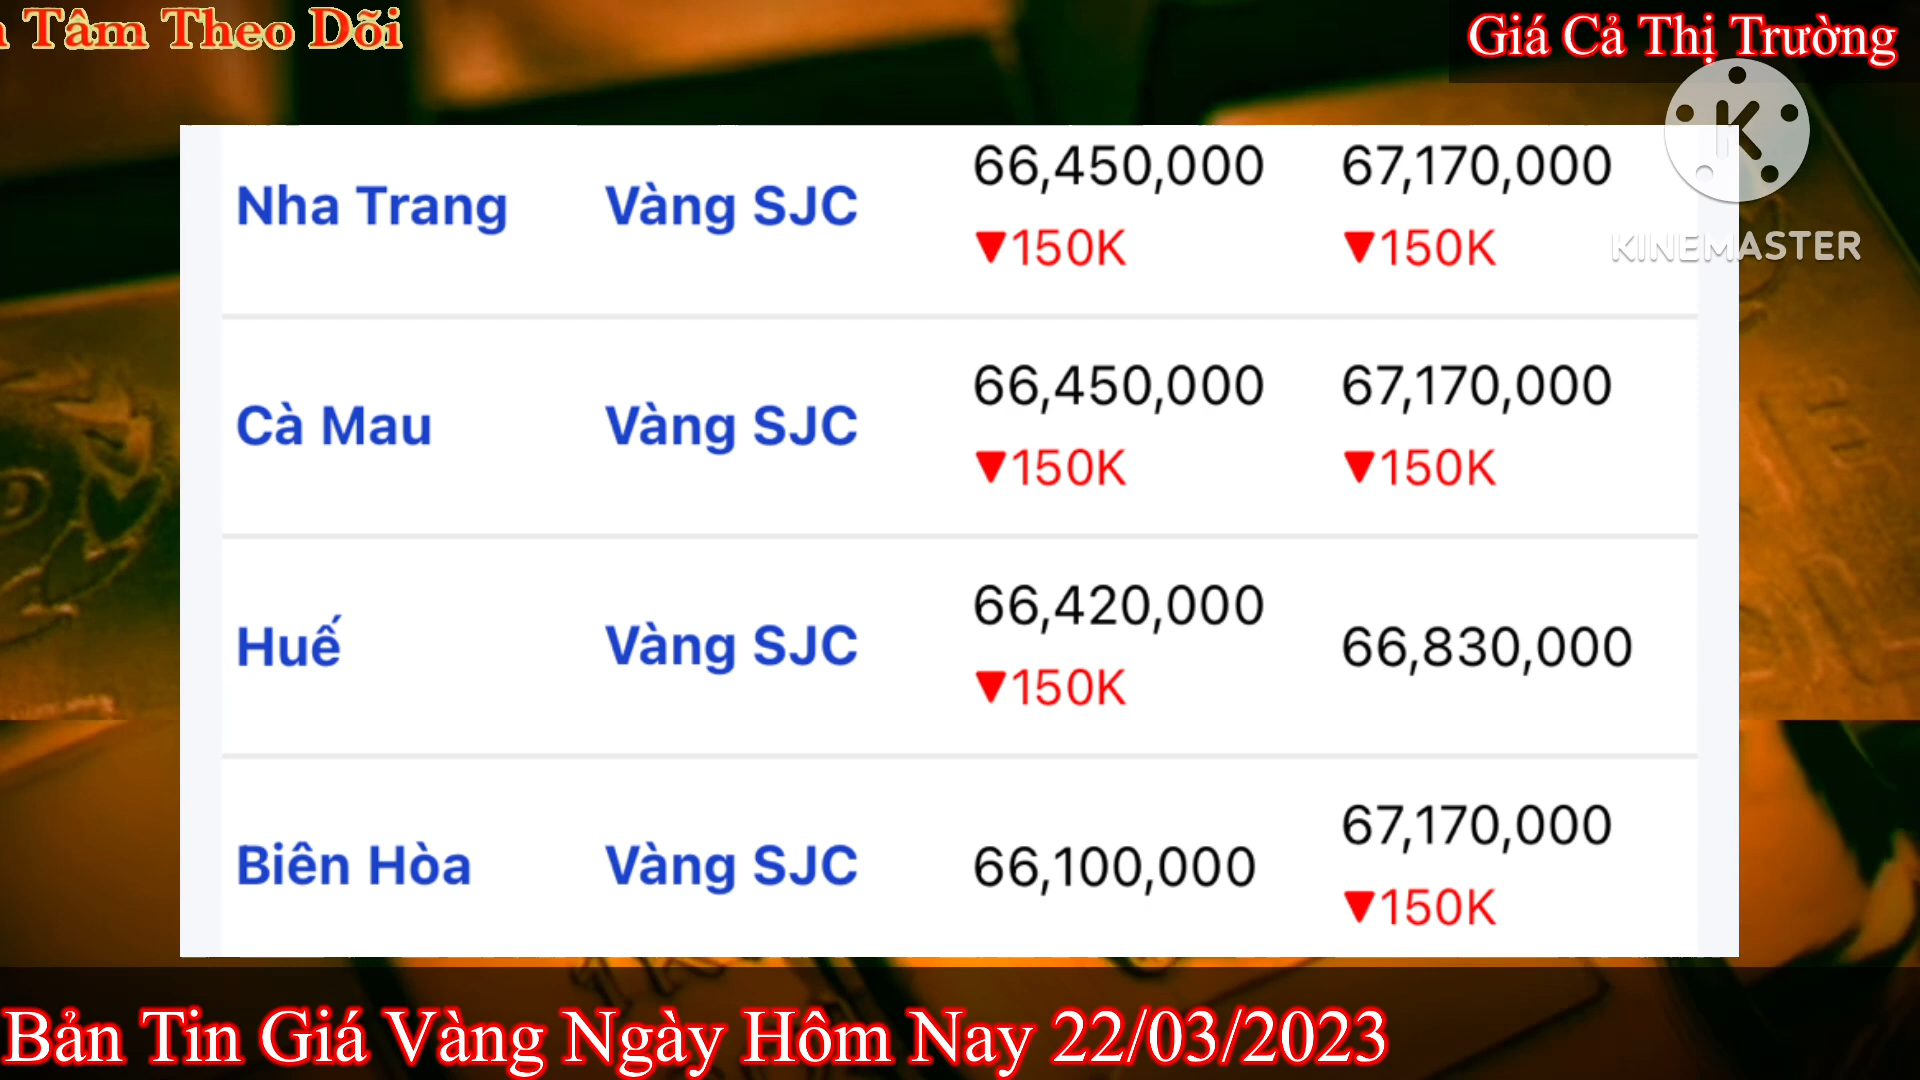 Tâm Theo Dõi
Giá Cả Thị Trường
K
KINEMASTER
Nha Trang Vàng SJC 66,450,000 67,170,000
▼150K ▼150K
Cà Mau Vàng SJC 66,450,000 67,170,000
▼150K ▼150K
Huế Vàng SJC 66,420,000 66,830,000
▼150K
Biên Hòa Vàng SJC 66,100,000 67,170,000
▼150K
Bản Tin Giá Vàng Ngày Hôm Nay 22/03/2023